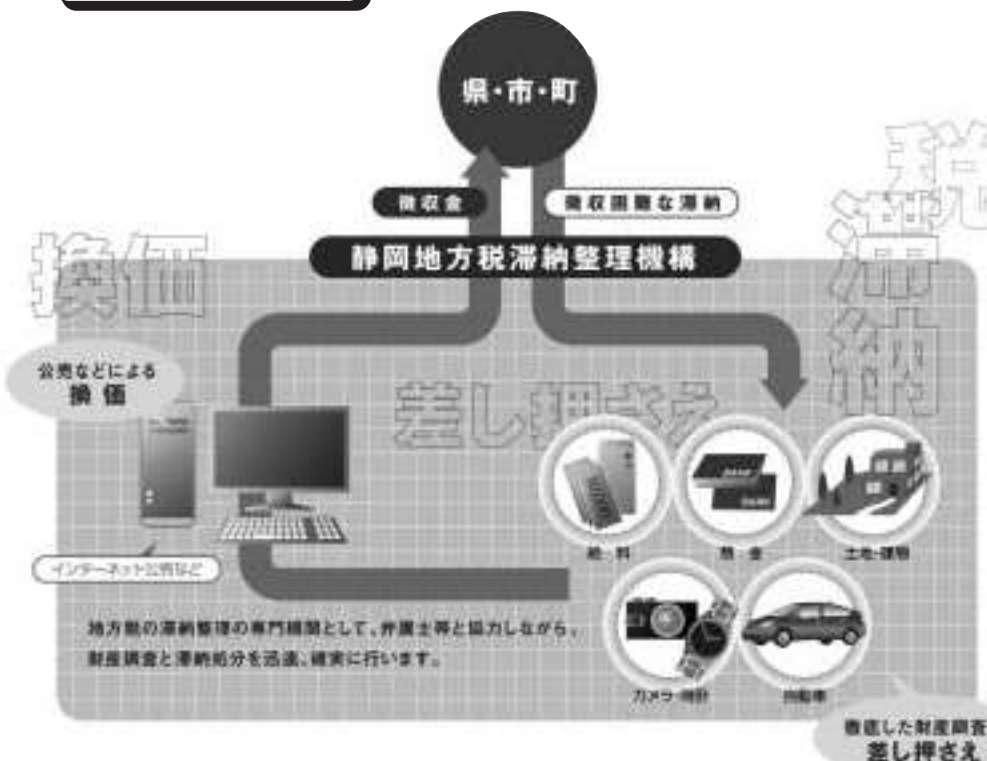 県・市・町
徴収金
徴収困難な滞納
静岡地方税滞納整理機構
換価
税
滞納
公売などによる
換価
差し押さえ
給料
預金
土地・建物
インターネット公売など
地方税の滞納整理の専門機関として、弁護士等と協力しながら、
財産調査と滞納処分を迅速、確実に行います。
カメラ・時計
自動車
徹底した財産調査
差し押さえ